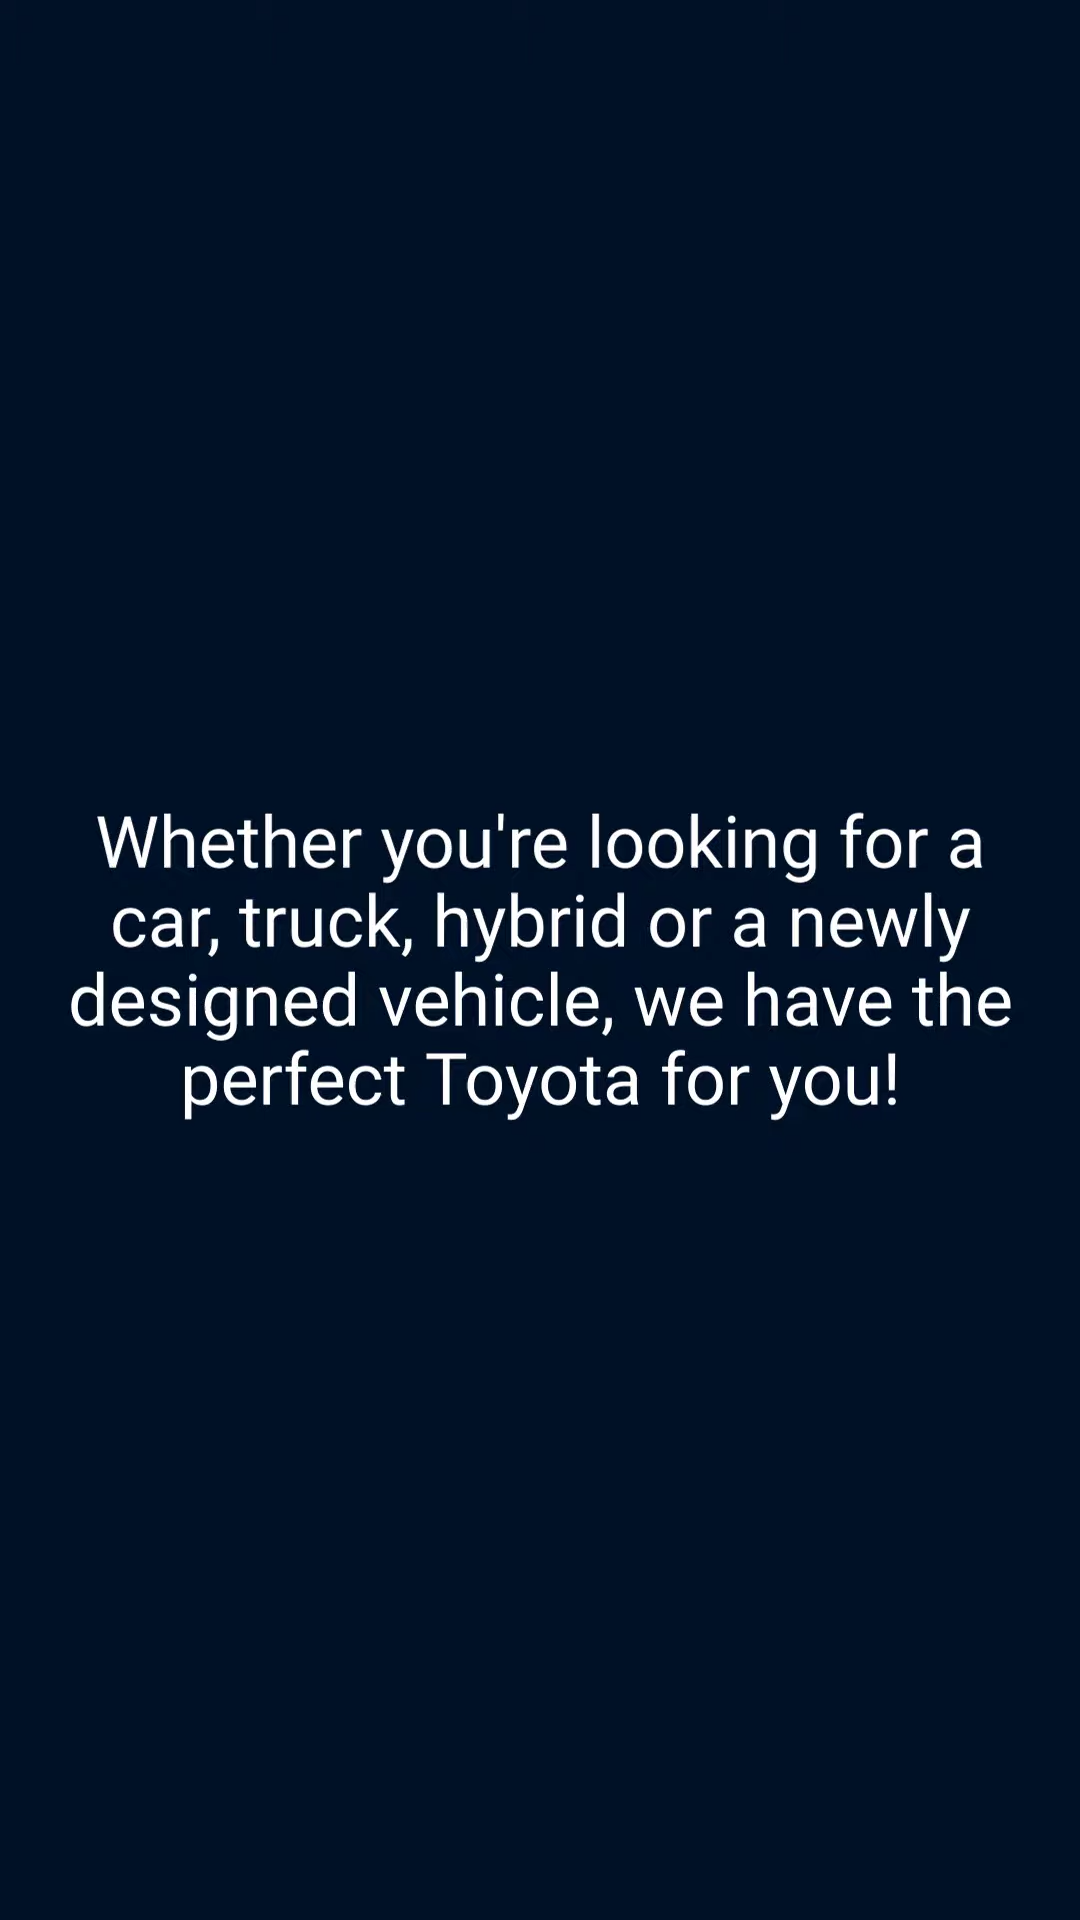 Whether you're looking for a
car, truck, hybrid or a newly
designed vehicle, we have the
perfect Toyota for you!